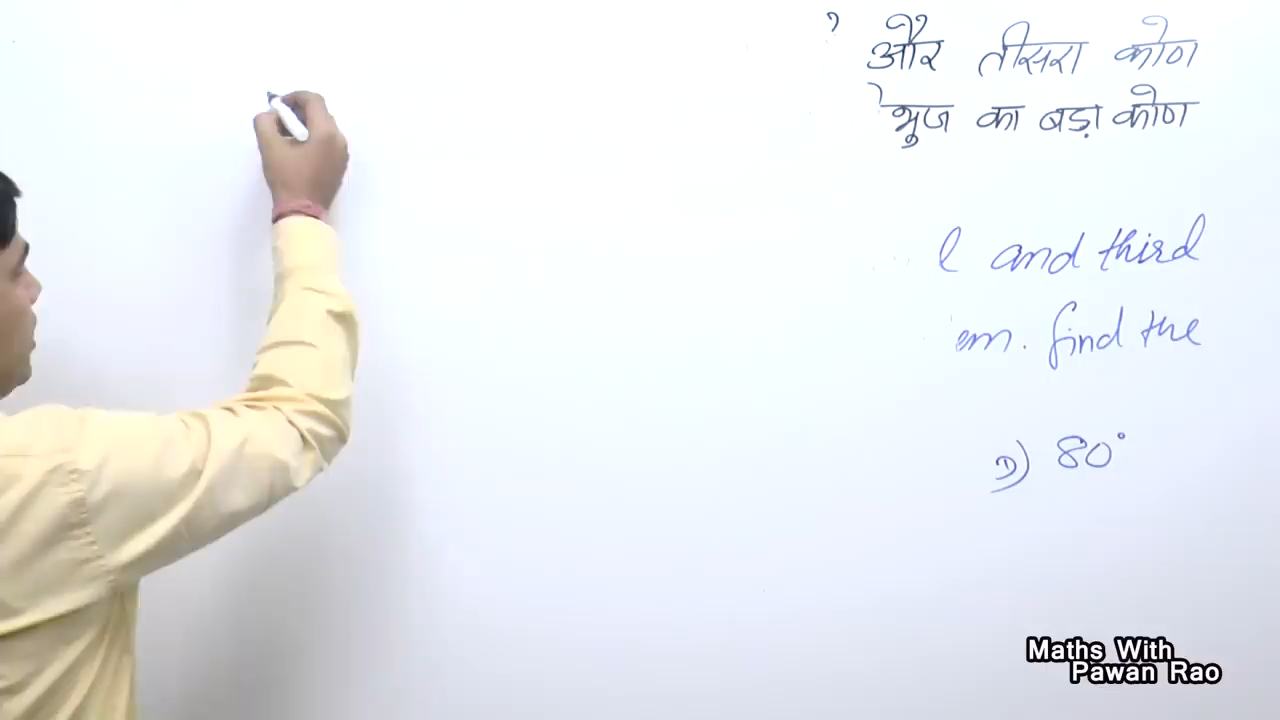 और तीसरा कोण
भुज का बड़ा कोण
l and third
em. find the
D) 80°
Maths With
Pawan Rao